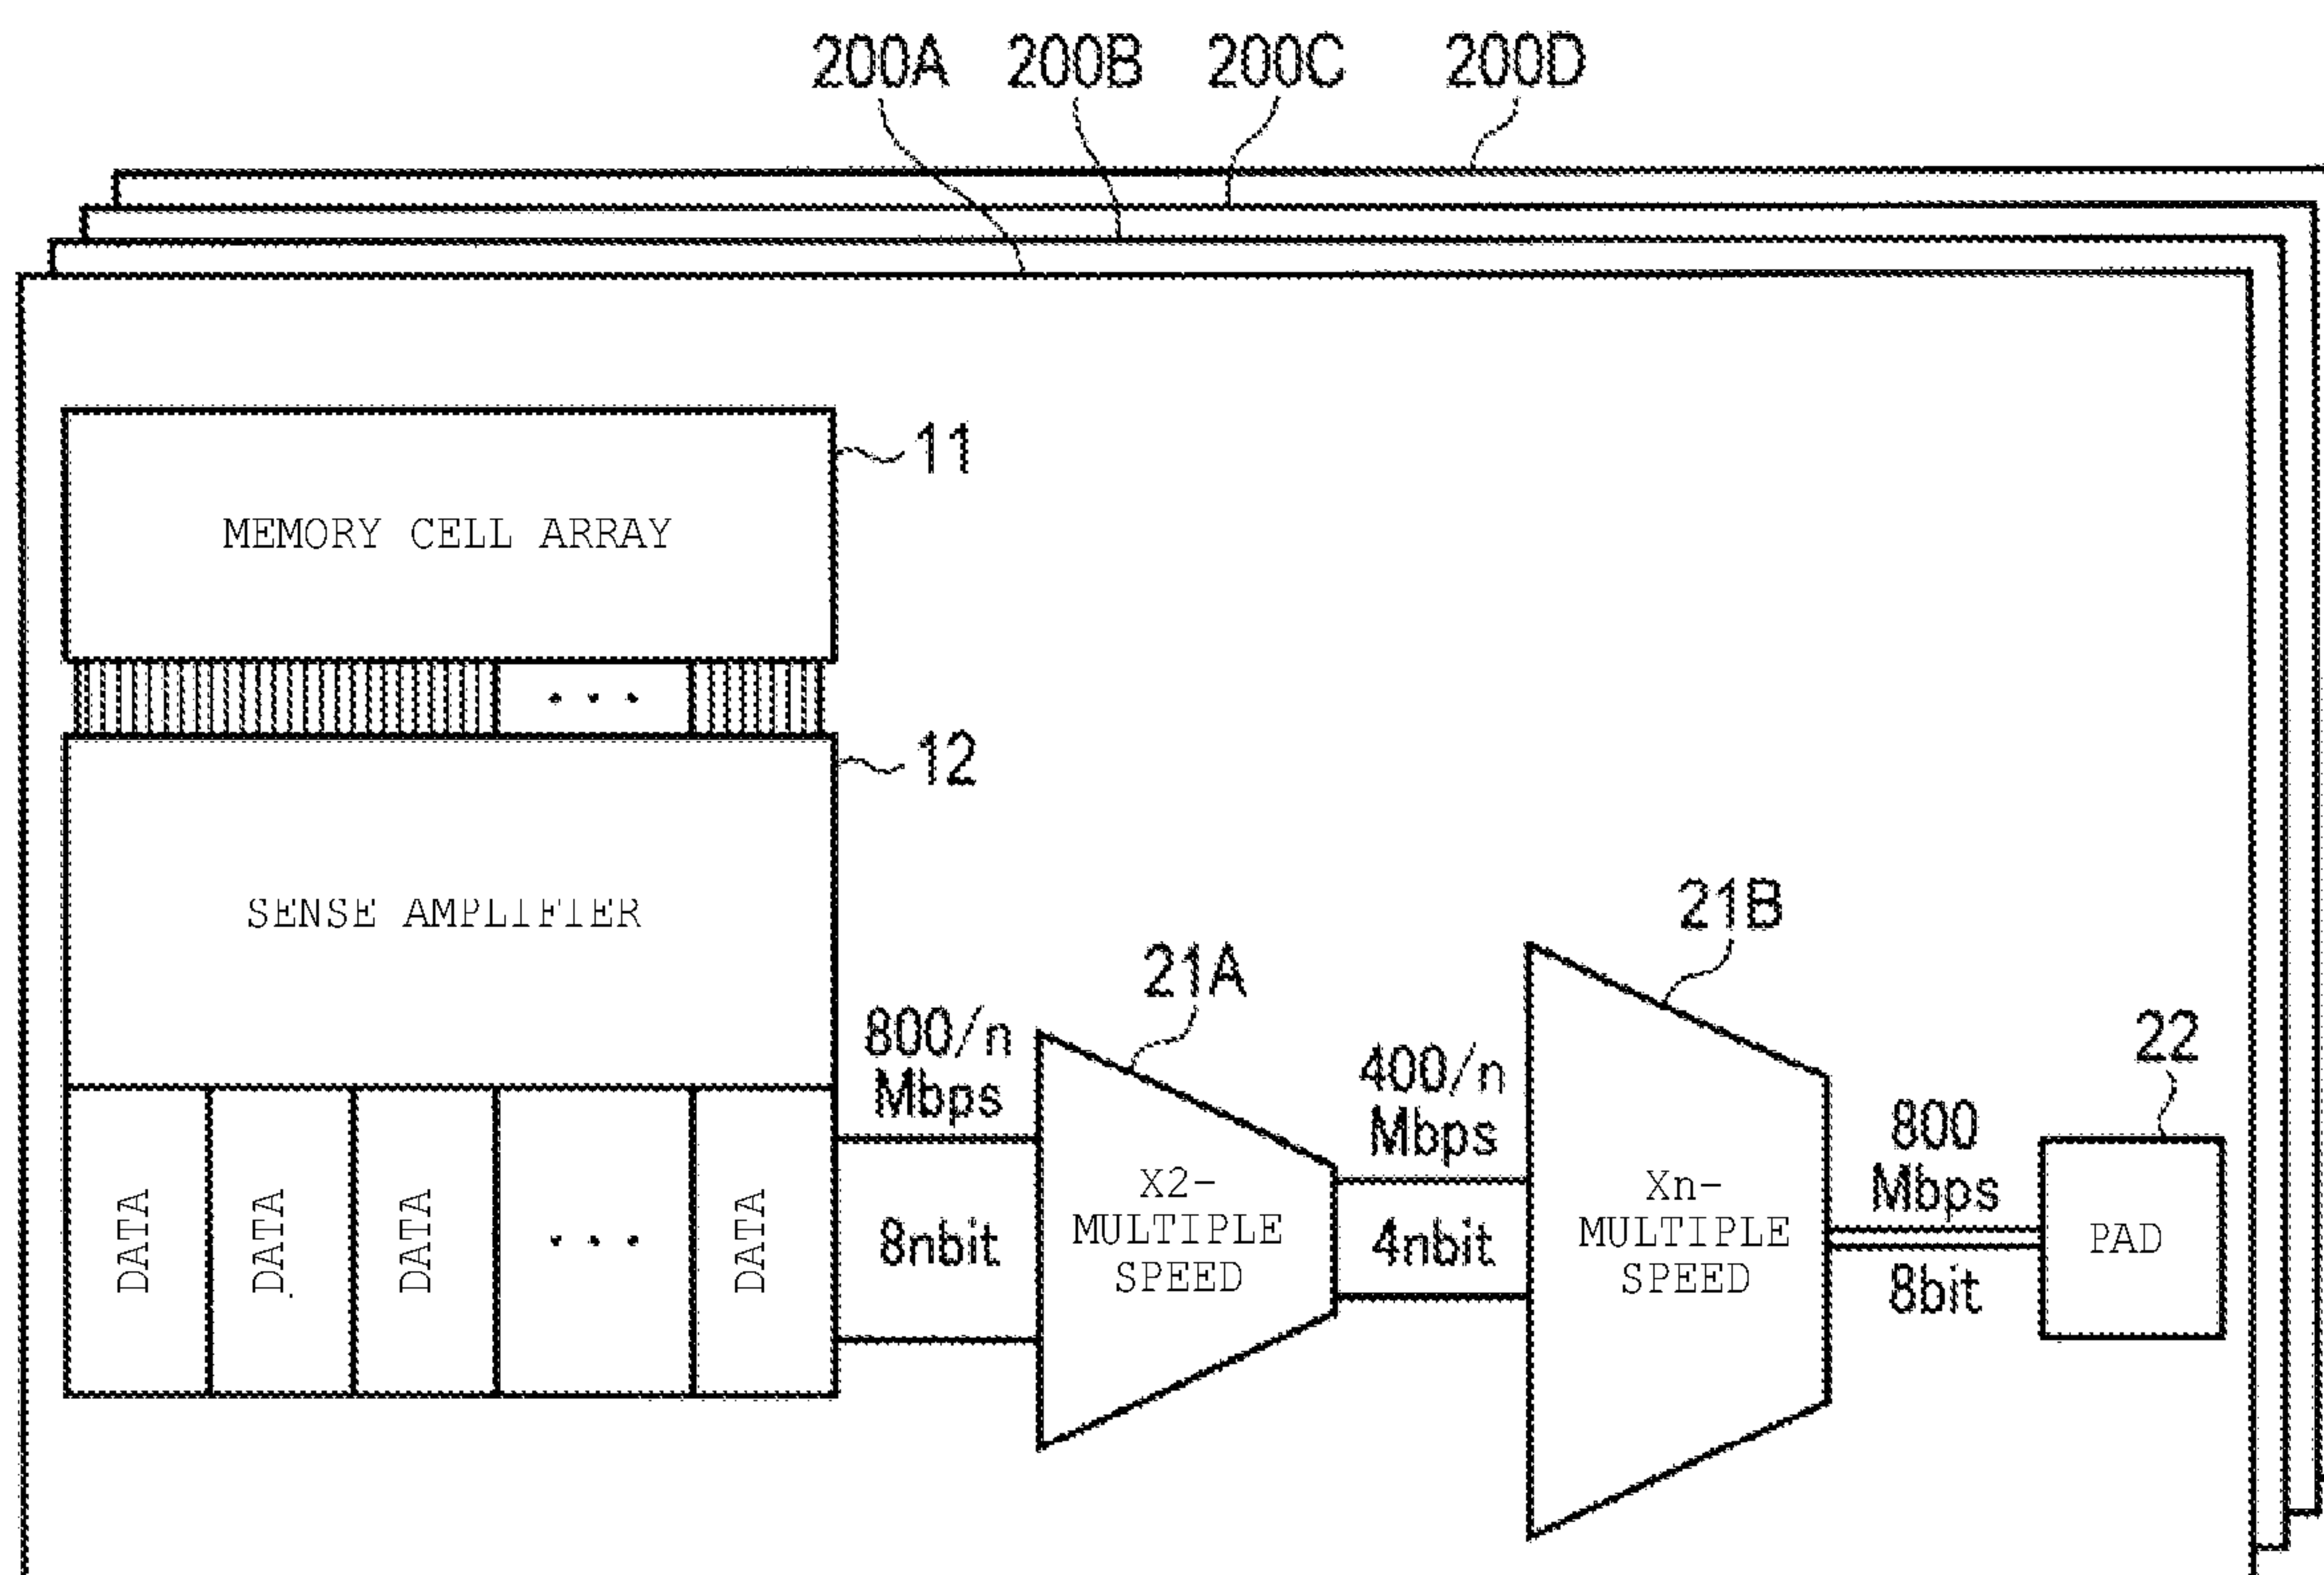 200A 200B 200C 200D
11
MEMORY CELL ARRAY
. . .
12
SENSE AMPLIFIER
21B
21A
800/n
Mbps
400/n
Mbps
22
800
Mbps
DATA
DATA
DATA
. . .
DATA
8nbit
X2-
MULTIPLE
SPEED
4nbit
Xn-
MULTIPLE
SPEED
8bit
PAD